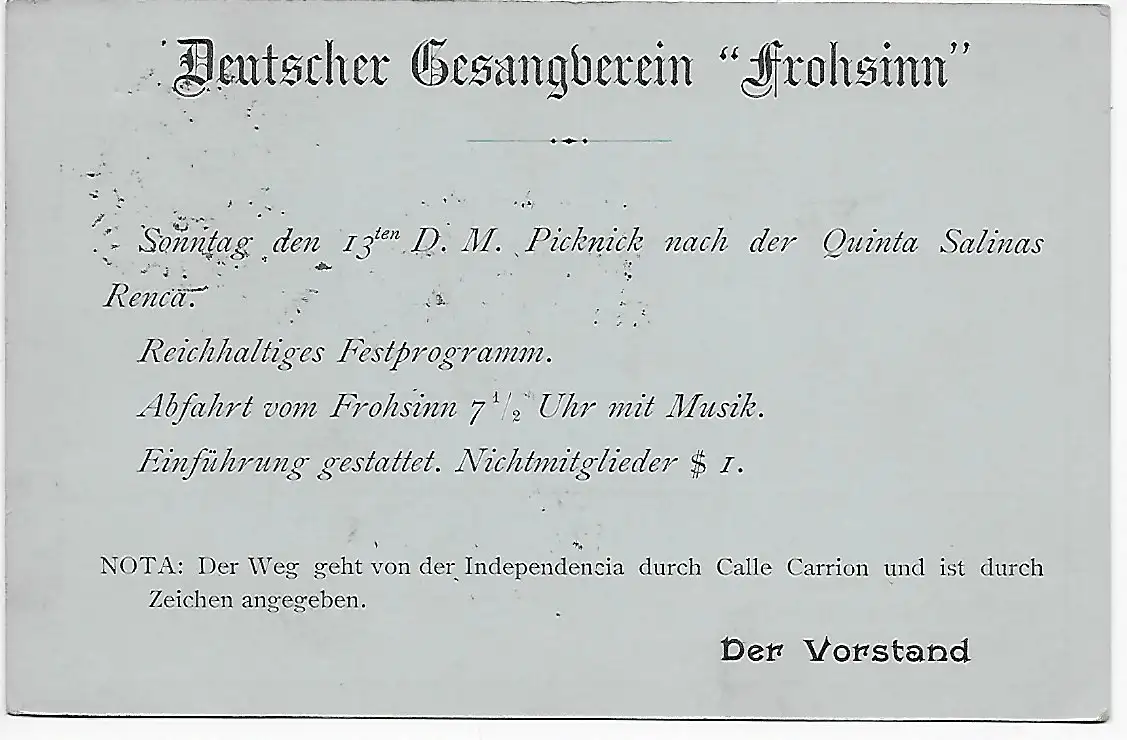 Deutscher Gesangverein “Frohsinn”
Sonntag den 13ten D. M. Picknick nach der Quinta Salinas
Renca.
Reichhaltiges Festprogramm.
Abfahrt vom Frohsinn 7 1/2 Uhr mit Musik.
Einführung gestattet. Nichtmitglieder $ 1.
NOTA: Der Weg geht von der Independencia durch Calle Carrion und ist durch
Zeichen angegeben.
Der Vorstand